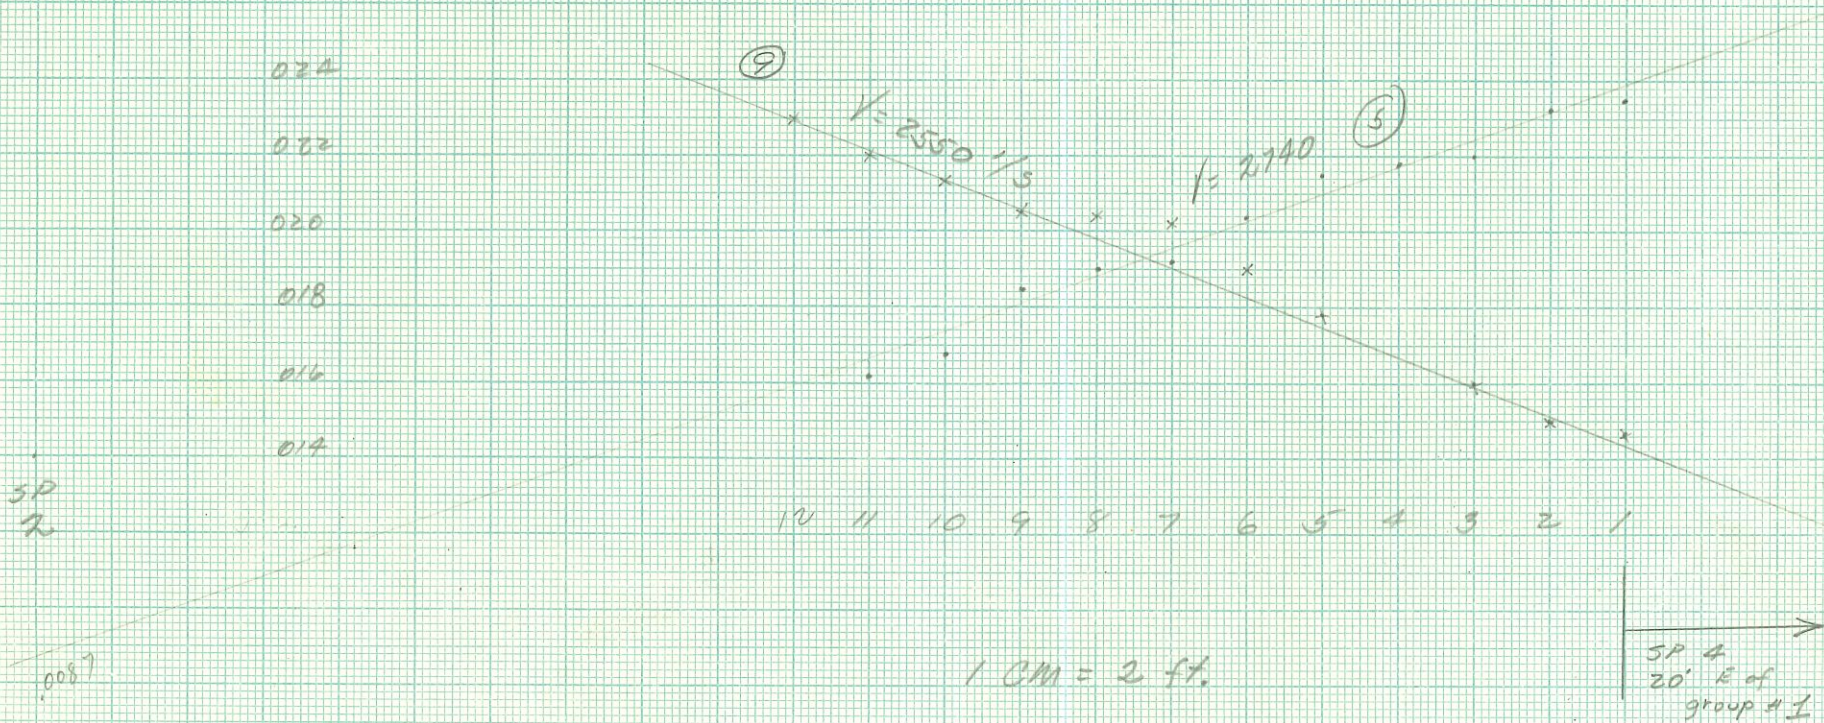 024
022
020
018
016
014
⑨
V = 2550 '/s
V = 2740
⑤
SP
2
12 11 10 9 8 7 6 5 4 3 2 1
.0087
1 CM = 2 ft.
SP 4
20' E of
group # 1